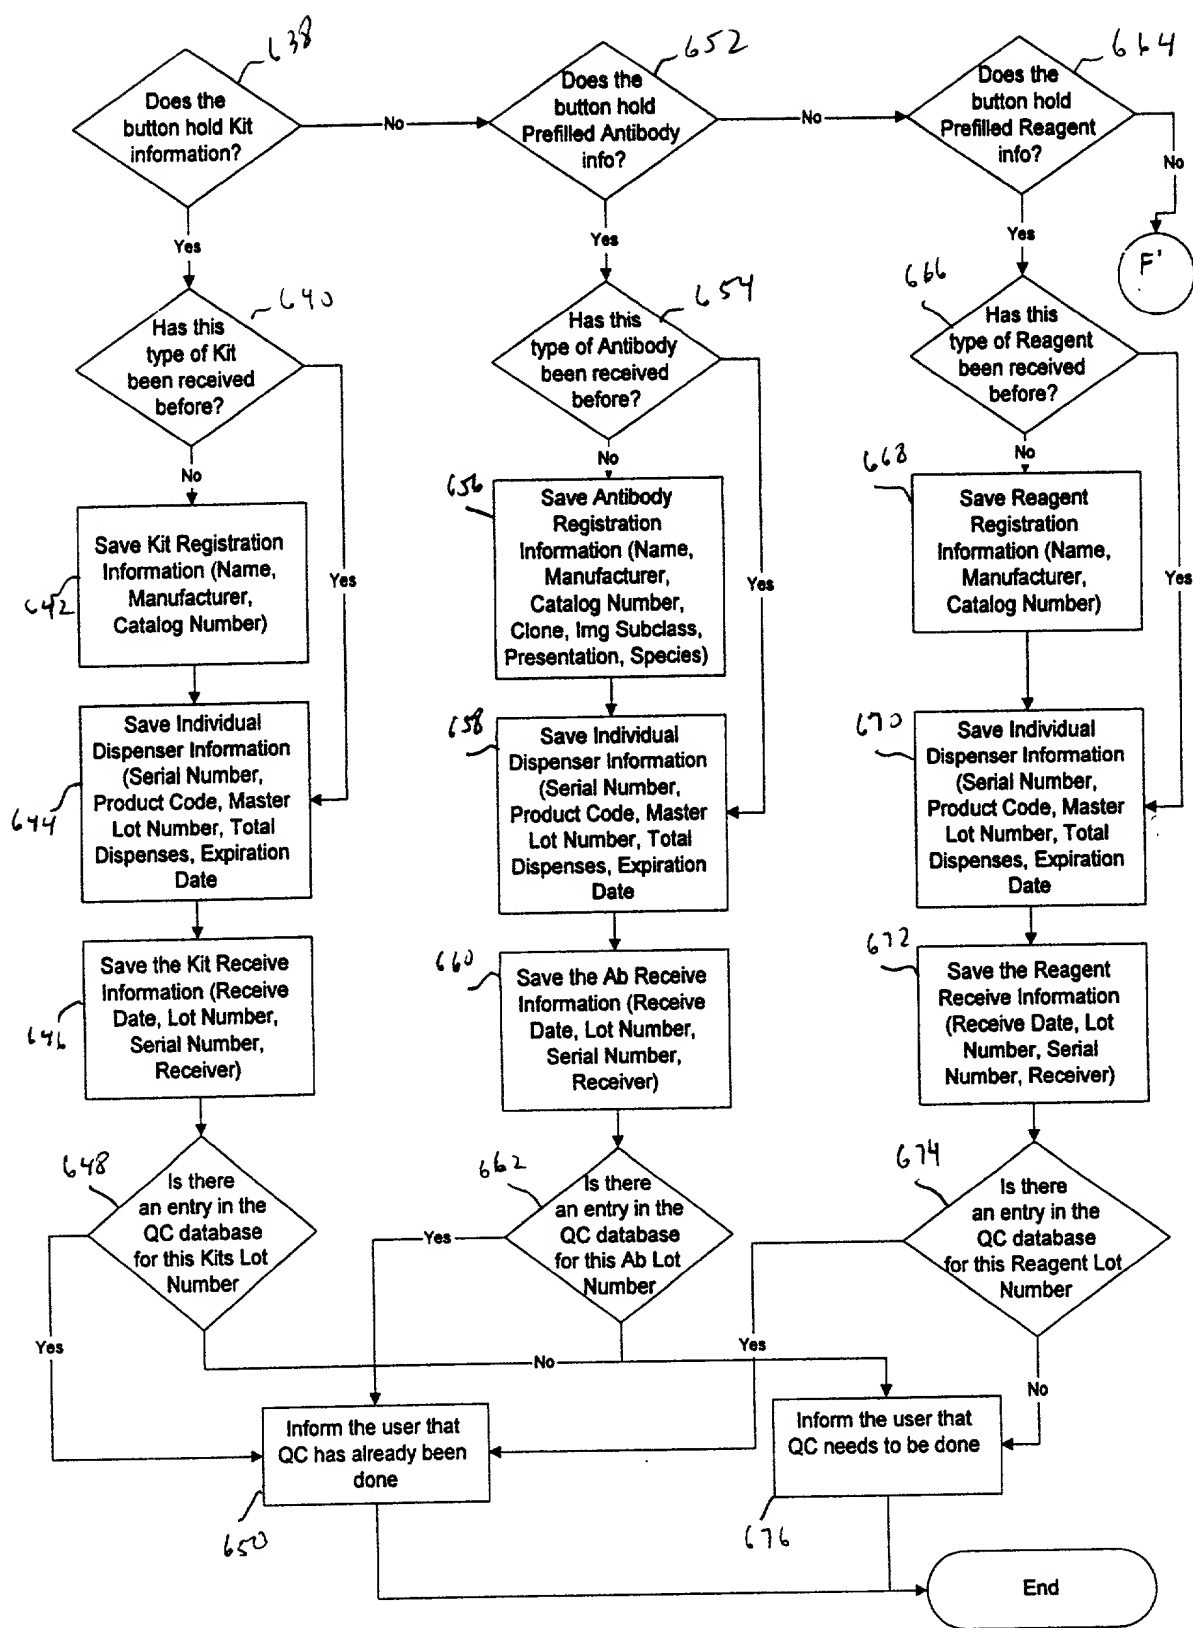 638
652
664
Does the
button hold Kit
information?
No
Does the
button hold
Prefilled Antibody
info?
No
Does the
button hold
Prefilled Reagent
info?
No
F'
Yes
Yes
Yes
640
654
666
Has this
type of Kit
been received
before?
Has this
type of Antibody
been received
before?
Has this
type of Reagent
been received
before?
No
Yes
No
Yes
No
Yes
642
Save Kit Registration
Information (Name,
Manufacturer,
Catalog Number)
656
Save Antibody
Registration
Information (Name,
Manufacturer,
Catalog Number,
Clone, Img Subclass,
Presentation, Species)
668
Save Reagent
Registration
Information (Name,
Manufacturer,
Catalog Number)
644
Save Individual
Dispenser Information
(Serial Number,
Product Code, Master
Lot Number, Total
Dispenses, Expiration
Date
658
Save Individual
Dispenser Information
(Serial Number,
Product Code, Master
Lot Number, Total
Dispenses, Expiration
Date
670
Save Individual
Dispenser Information
(Serial Number,
Product Code, Master
Lot Number, Total
Dispenses, Expiration
Date
646
Save the Kit Receive
Information (Receive
Date, Lot Number,
Serial Number,
Receiver)
660
Save the Ab Receive
Information (Receive
Date, Lot Number,
Serial Number,
Receiver)
672
Save the Reagent
Receive Information
(Receive Date, Lot
Number, Serial
Number, Receiver)
648
Is there
an entry in the
QC database
for this Kits Lot
Number
662
Is there
an entry in the
QC database
for this Ab Lot
Number
674
Is there
an entry in the
QC database
for this Reagent Lot
Number
Yes
Yes
No
Yes
No
Inform the user that
QC has already been
done
650
Inform the user that
QC needs to be done
676
End